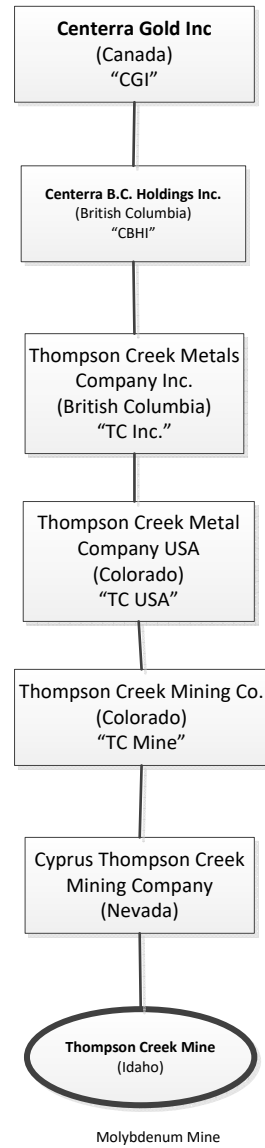 Centerra Gold Inc
(Canada)
“CGI”
Centerra B.C. Holdings Inc.
(British Columbia)
“CBHI”
Thompson Creek Metals
Company Inc.
(British Columbia)
“TC Inc.”
Thompson Creek Metal
Company USA
(Colorado)
“TC USA”
Thompson Creek Mining Co.
(Colorado)
“TC Mine”
Cyprus Thompson Creek
Mining Company
(Nevada)
Thompson Creek Mine
(Idaho)
Molybdenum Mine